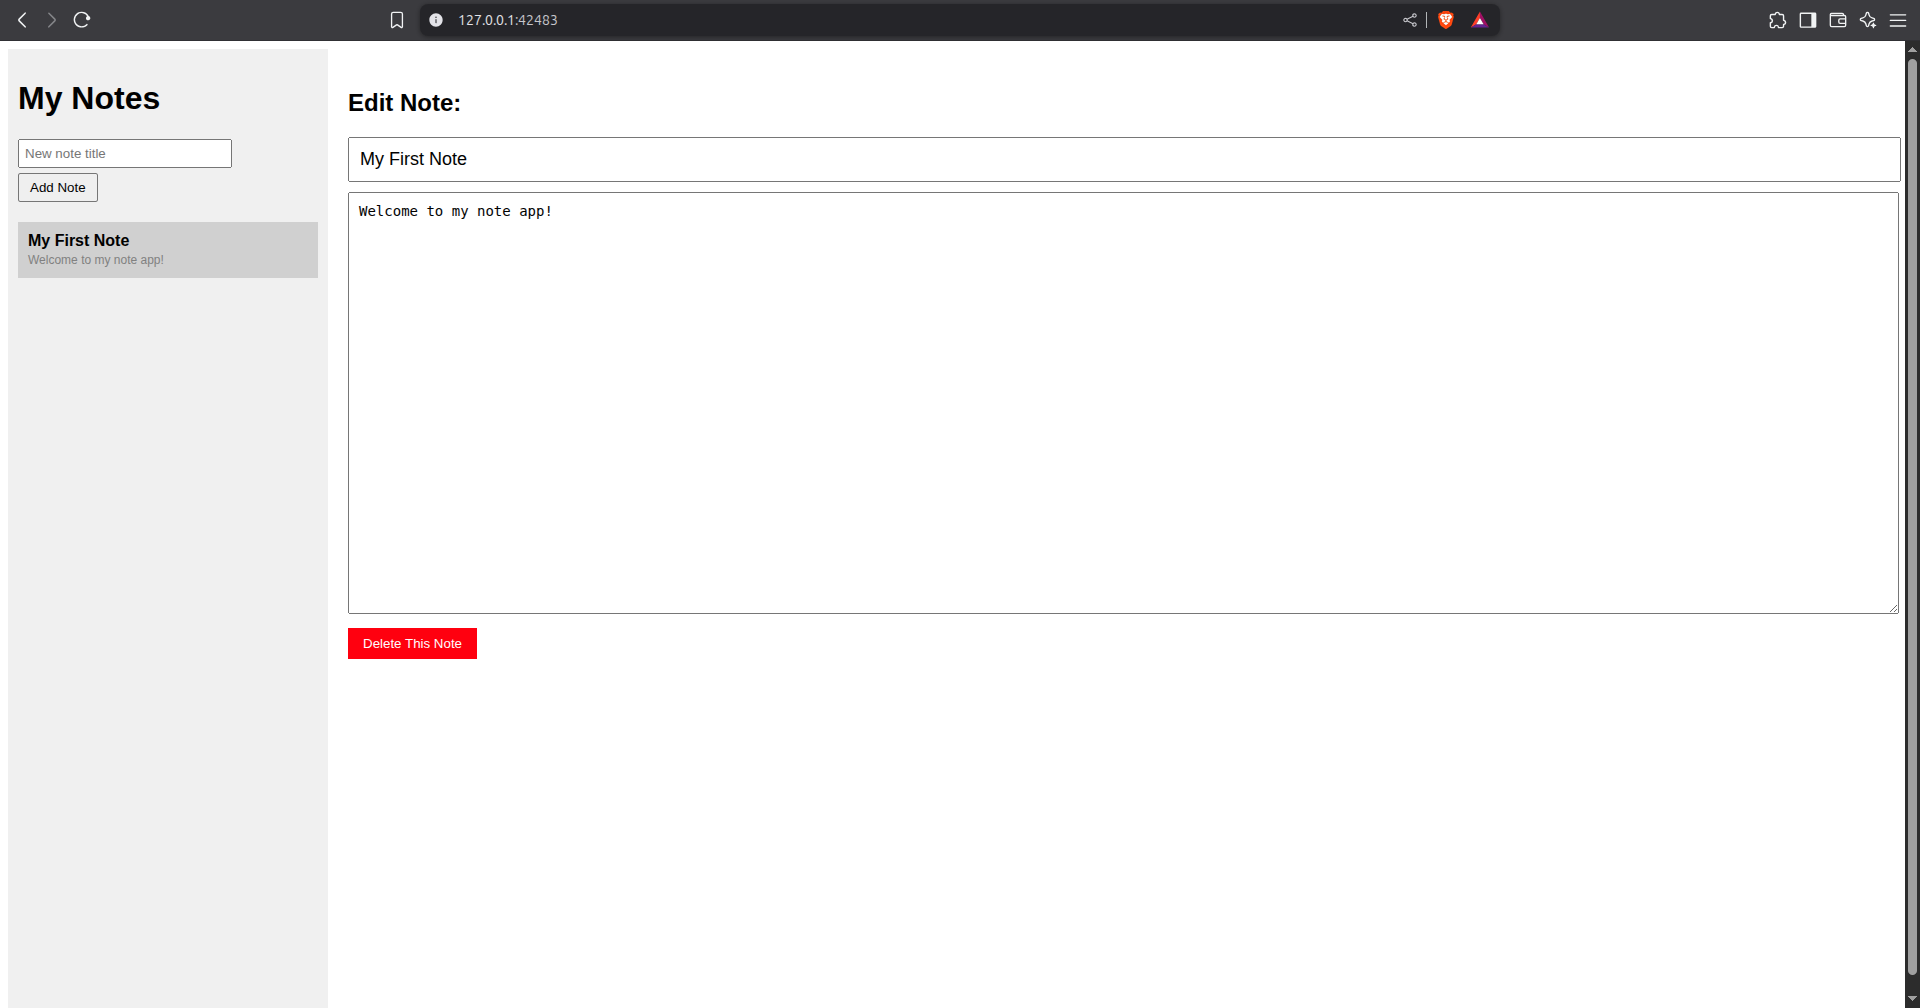 127.0.0.1:42483
My Notes
New note title
Add Note
My First Note
Welcome to my note app!
Edit Note:
My First Note
Welcome to my note app!
Delete This Note